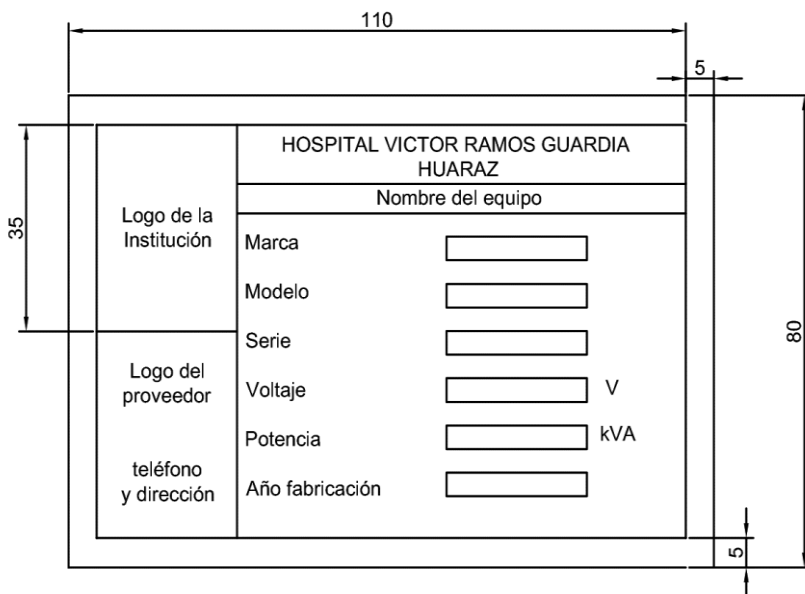 110
5
HOSPITAL VICTOR RAMOS GUARDIA
HUARAZ
Nombre del equipo
35
Logo de la
Institución
Marca
Modelo
Serie
80
Logo del
proveedor
Voltaje
V
Potencia
kVA
teléfono
y dirección
Año fabricación
5